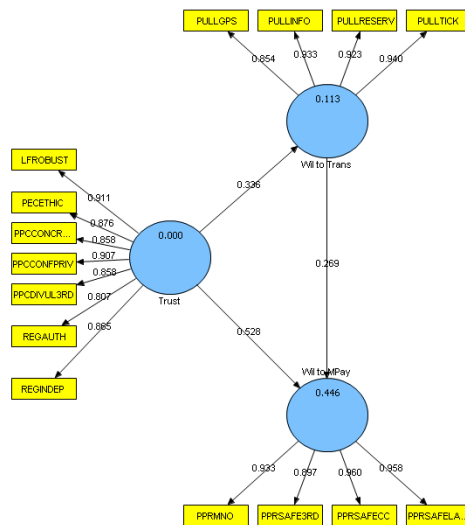 PULLGPS
PULLINFO
PULLRESERV
PULLTICK
0.854
0.933
0.923
0.940
0.113
Wil to Trans
LFROBUST
PECETHIC
PPCCONCR...
PPCCONFPRIV
PPCDIVUL3RD
REGAUTH
REGINDEP
0.911
0.876
0.858
0.907
0.858
0.807
0.865
0.000
Trust
0.336
0.269
0.528
Wil to MPay
0.446
0.933
0.897
0.960
0.958
PPRMNO
PPRSAFE3RD
PPRSAFECC
PPRSAFELA...